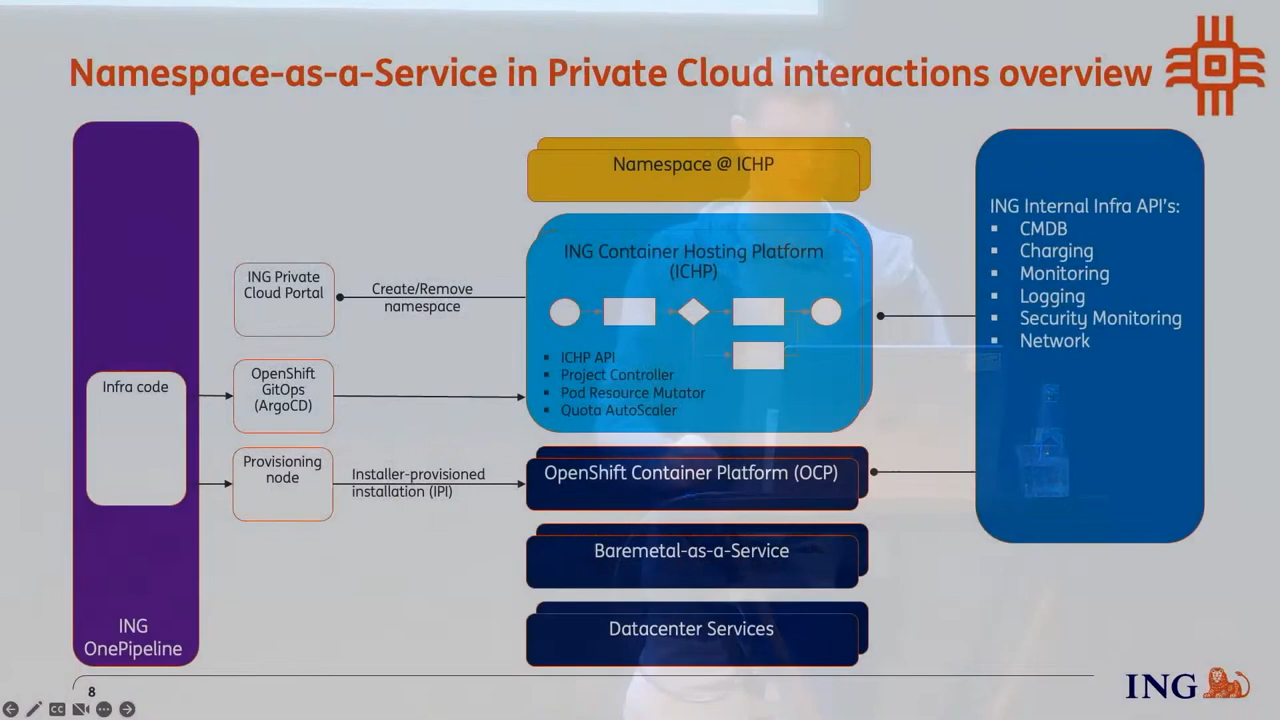 Namespace-as-a-Service in Private Cloud interactions overview
Namespace @ ICHP
ING Container Hosting Platform
(ICHP)
ICHP API
Project Controller
Pod Resource Mutator
Quota AutoScaler
ING Private
Cloud Portal
Create/Remove
namespace
Infra code
OpenShift
GitOps
(ArgoCD)
Provisioning
node
Installer-provisioned
installation (IPI)
OpenShift Container Platform (OCP)
Baremetal-as-a-Service
Datacenter Services
ING Internal Infra API's:
CMDB
Charging
Monitoring
Logging
Security Monitoring
Network
ING
OnePipeline
8
CC
ING